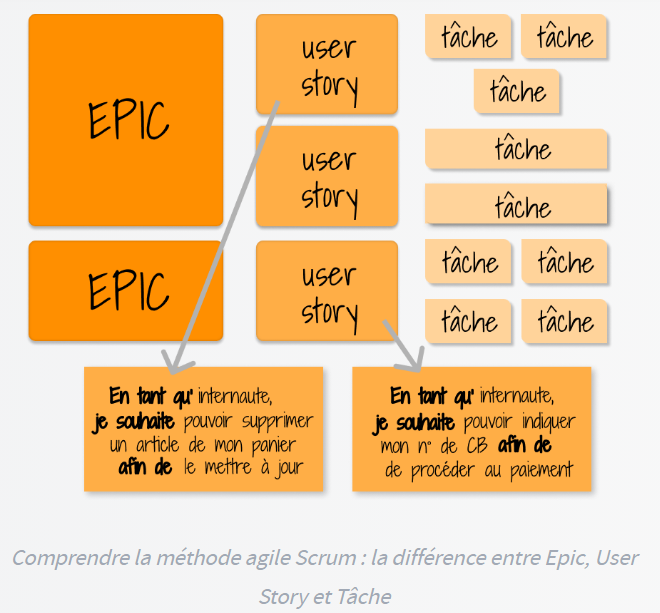 EPIC
user
story
tâche
tâche
tâche
user
story
tâche
tâche
EPIC
user
story
tâche
tâche
tâche
tâche
En tant qu' internaute,
je souhaite pouvoir supprimer
un article de mon panier
afin de le mettre à jour
En tant qu' internaute,
je souhaite pouvoir indiquer
mon n° de CB afin de
de procéder au paiement
Comprendre la méthode agile Scrum : la différence entre Epic, User
Story et Tâche